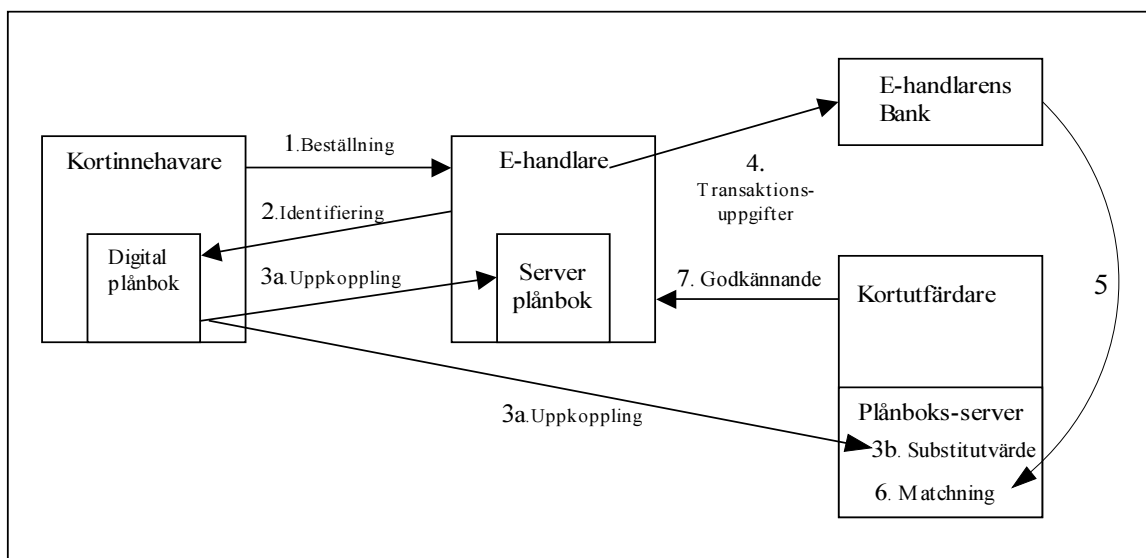 E-handlarens
Bank
1.Beställning
Kortinnehavare
E-handlare
4.
Transaktions-
uppgifter
2.Identifiering
Digital
plånbok
3a.Uppkoppling
Server
plånbok
7. Godkännande
Kortutfärdare
5
3a.Uppkoppling
Plånboks-server
3b. Substitutvärde
6. Matchning